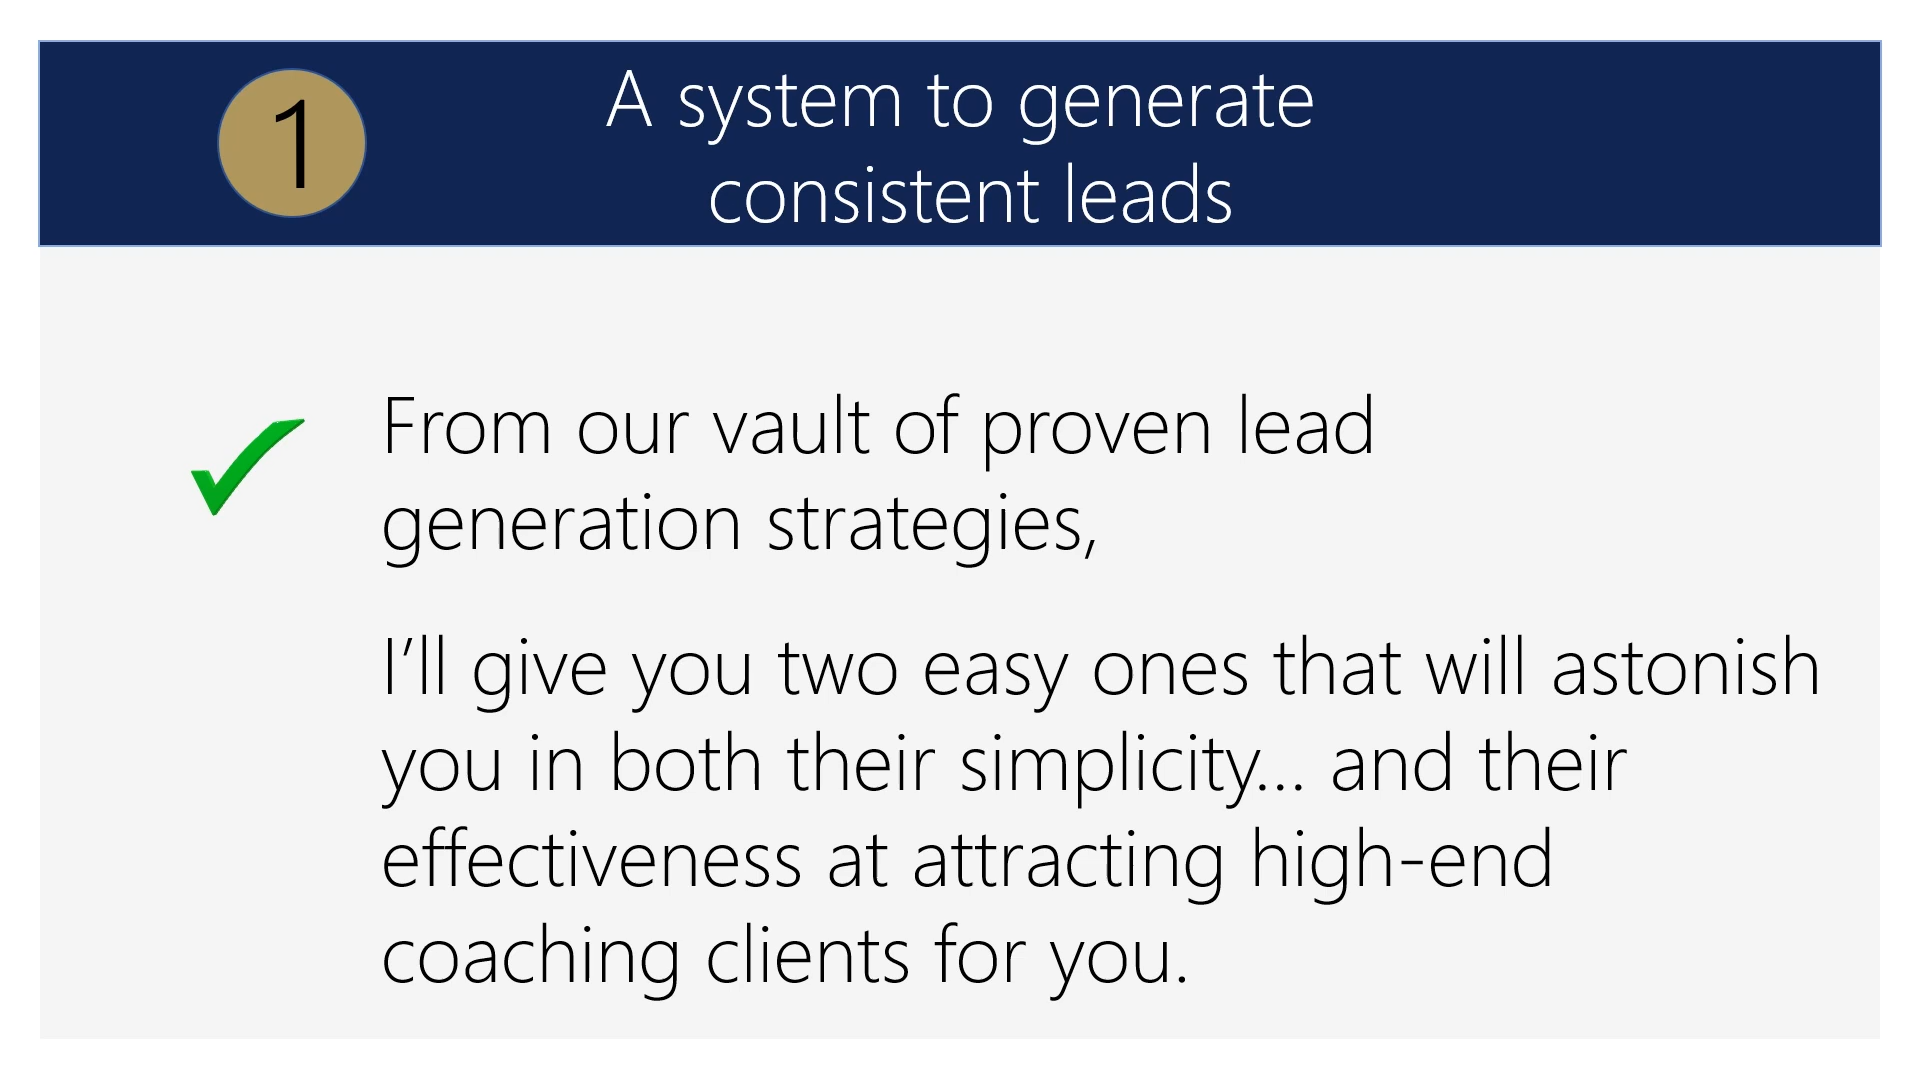 1
A system to generate
consistent leads
From our vault of proven lead
generation strategies,
I’ll give you two easy ones that will astonish
you in both their simplicity… and their
effectiveness at attracting high-end
coaching clients for you.